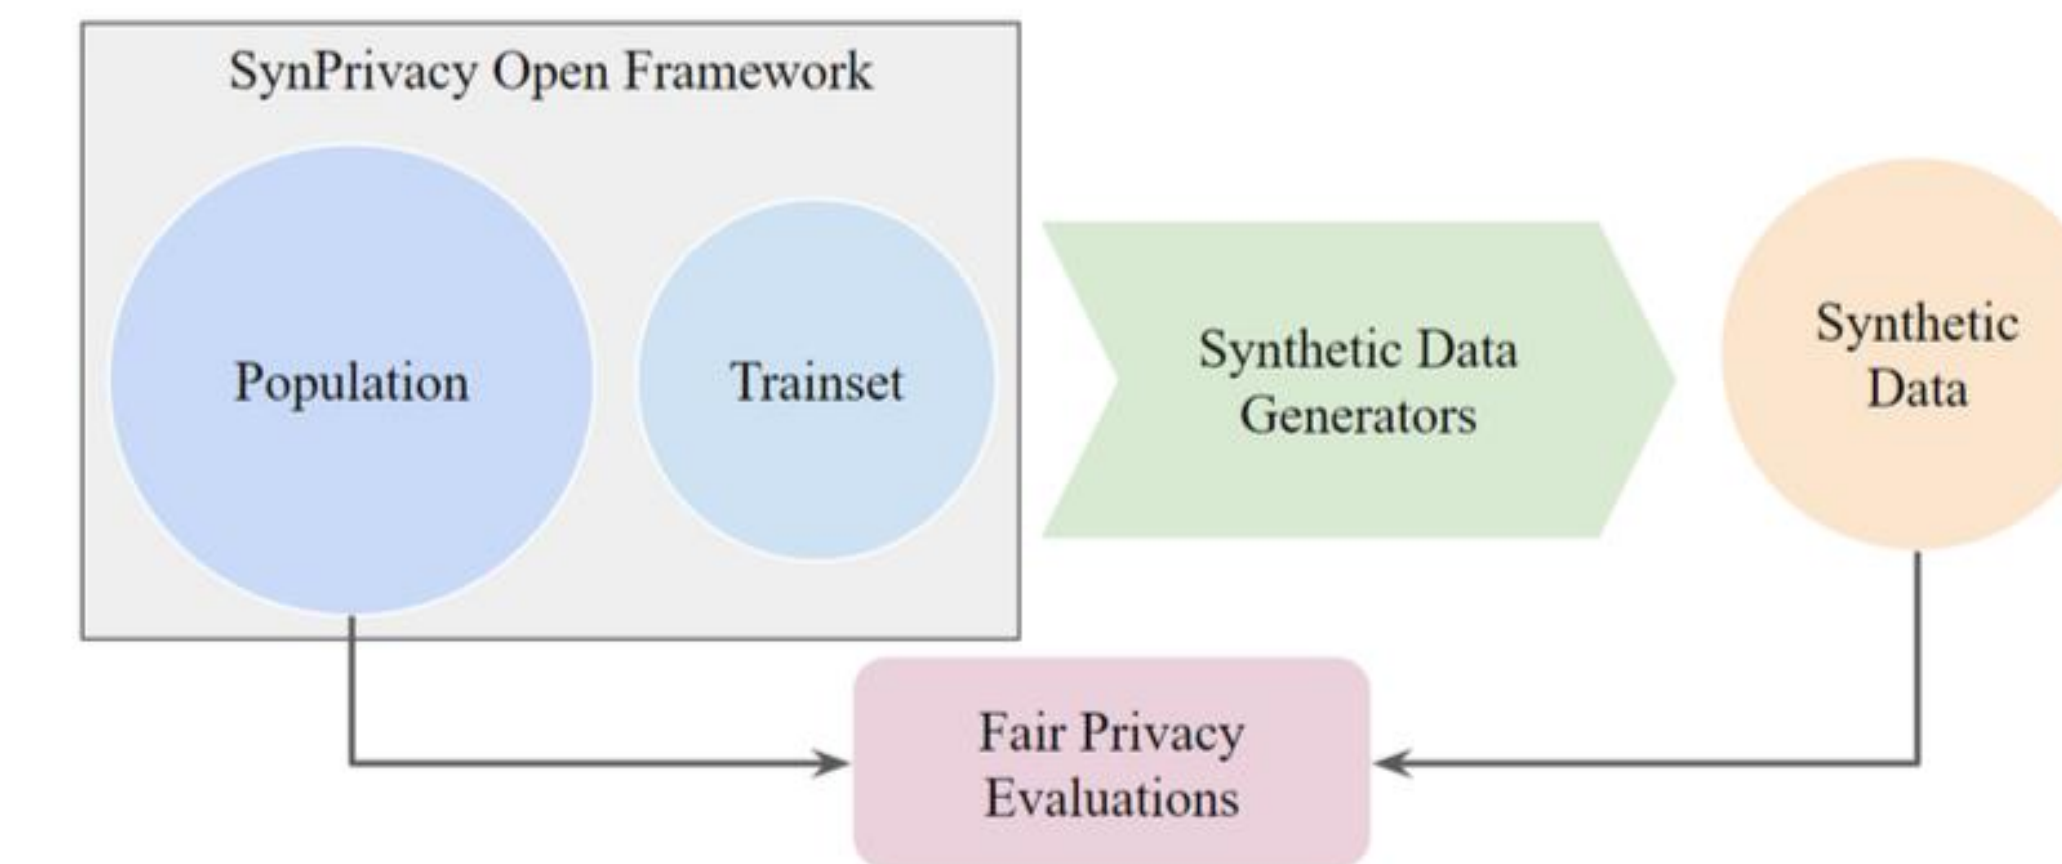 SynPrivacy Open Framework
Population
Trainset
Synthetic Data
Generators
Synthetic
Data
Fair Privacy
Evaluations